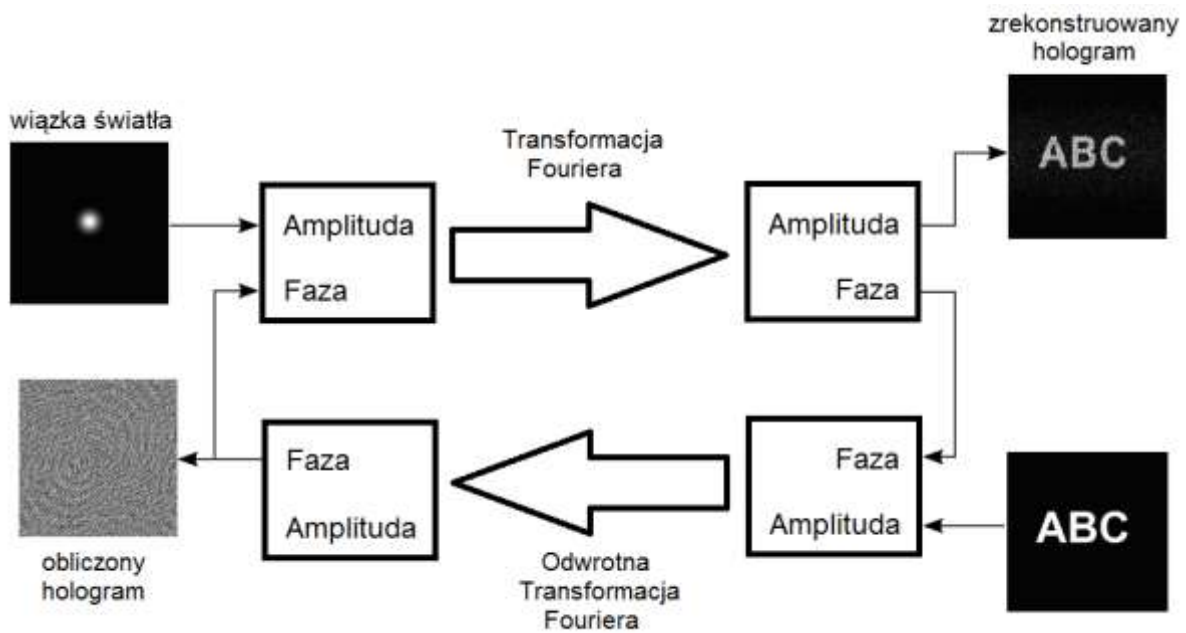 zrekonstruowany
hologram
wiązka światła
ABC
Transformacja
Fouriera
Amplituda
Faza
Amplituda
Faza
Faza
Amplituda
Faza
Amplituda
ABC
obliczony
hologram
Odwrotna
Transformacja
Fouriera